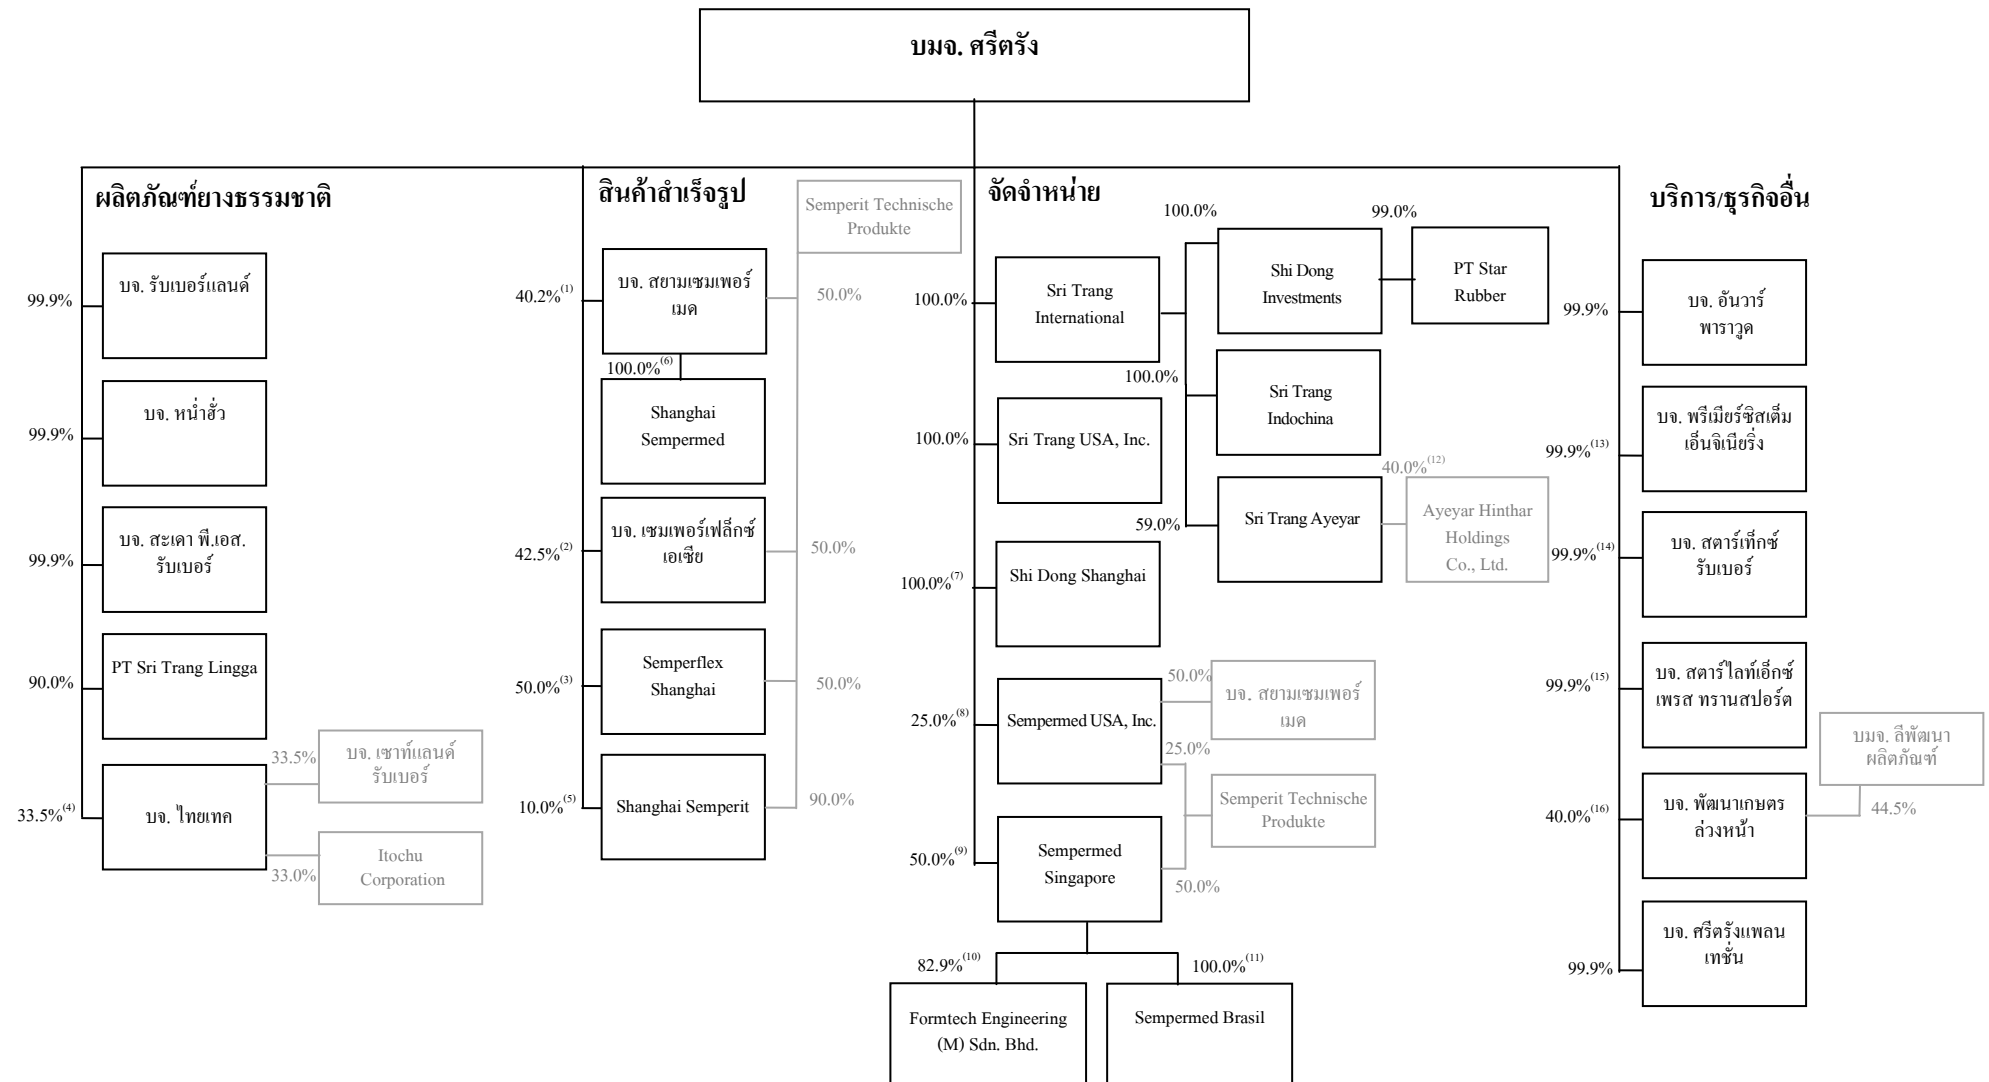 บมจ. ศรีตรัง
ผลิตภัณฑ์ยางธรรมชาติ
99.9%
บจ. รับเบอร์แลนด์
99.9%
บจ. หน่ำฮั่ว
99.9%
บจ. สะเดา พี.เอส.
รับเบอร์
90.0%
PT Sri Trang Lingga
33.5%(4)
บจ. ไทยเทค
33.5%
บจ. เซาท์แลนด์
รับเบอร์
33.0%
Itochu
Corporation
สินค้าสำเร็จรูป
Semperit Technische
Produkte
40.2%(1)
บจ. สยามเซมเพอร์
เมด
50.0%
100.0%(6)
Shanghai
Sempermed
42.5%(2)
บจ. เซมเพอร์เฟล็กซ์
เอเซีย
50.0%
50.0%(3)
Semperflex
Shanghai
50.0%
10.0%(5)
Shanghai Semperit
90.0%
จัดจำหน่าย
100.0%
Sri Trang
International
100.0%
Shi Dong
Investments
99.0%
PT Star
Rubber
100.0%
Sri Trang
Indochina
59.0%
Sri Trang Ayeyar
40.0%(12)
Ayeyar Hinthar
Holdings
Co., Ltd.
100.0%
Sri Trang USA, Inc.
100.0%(7)
Shi Dong Shanghai
25.0%(8)
Sempermed USA, Inc.
50.0%
บจ. สยามเซมเพอร์
เมด
25.0%
Semperit Technische
Produkte
50.0%(9)
Sempermed
Singapore
50.0%
82.9%(10)
Formtech Engineering
(M) Sdn. Bhd.
100.0%(11)
Sempermed Brasil
บริการ/ธุรกิจอื่น
99.9%
บจ. อันวาร์
พาราวูด
99.9%(13)
บจ. พรีเมียร์ซิสเต็ม
เอ็นจิเนียริ่ง
99.9%(14)
บจ. สตาร์เท็กซ์
รับเบอร์
99.9%(15)
บจ. สตาร์ไลท์เอ็กซ์
เพรส ทรานสปอร์ต
40.0%(16)
บจ. พัฒนาเกษตร
ล่วงหน้า
บมจ. ลีพัฒนา
ผลิตภัณฑ์
44.5%
99.9%
บจ. ศรีตรังแพลน
เทชั่น